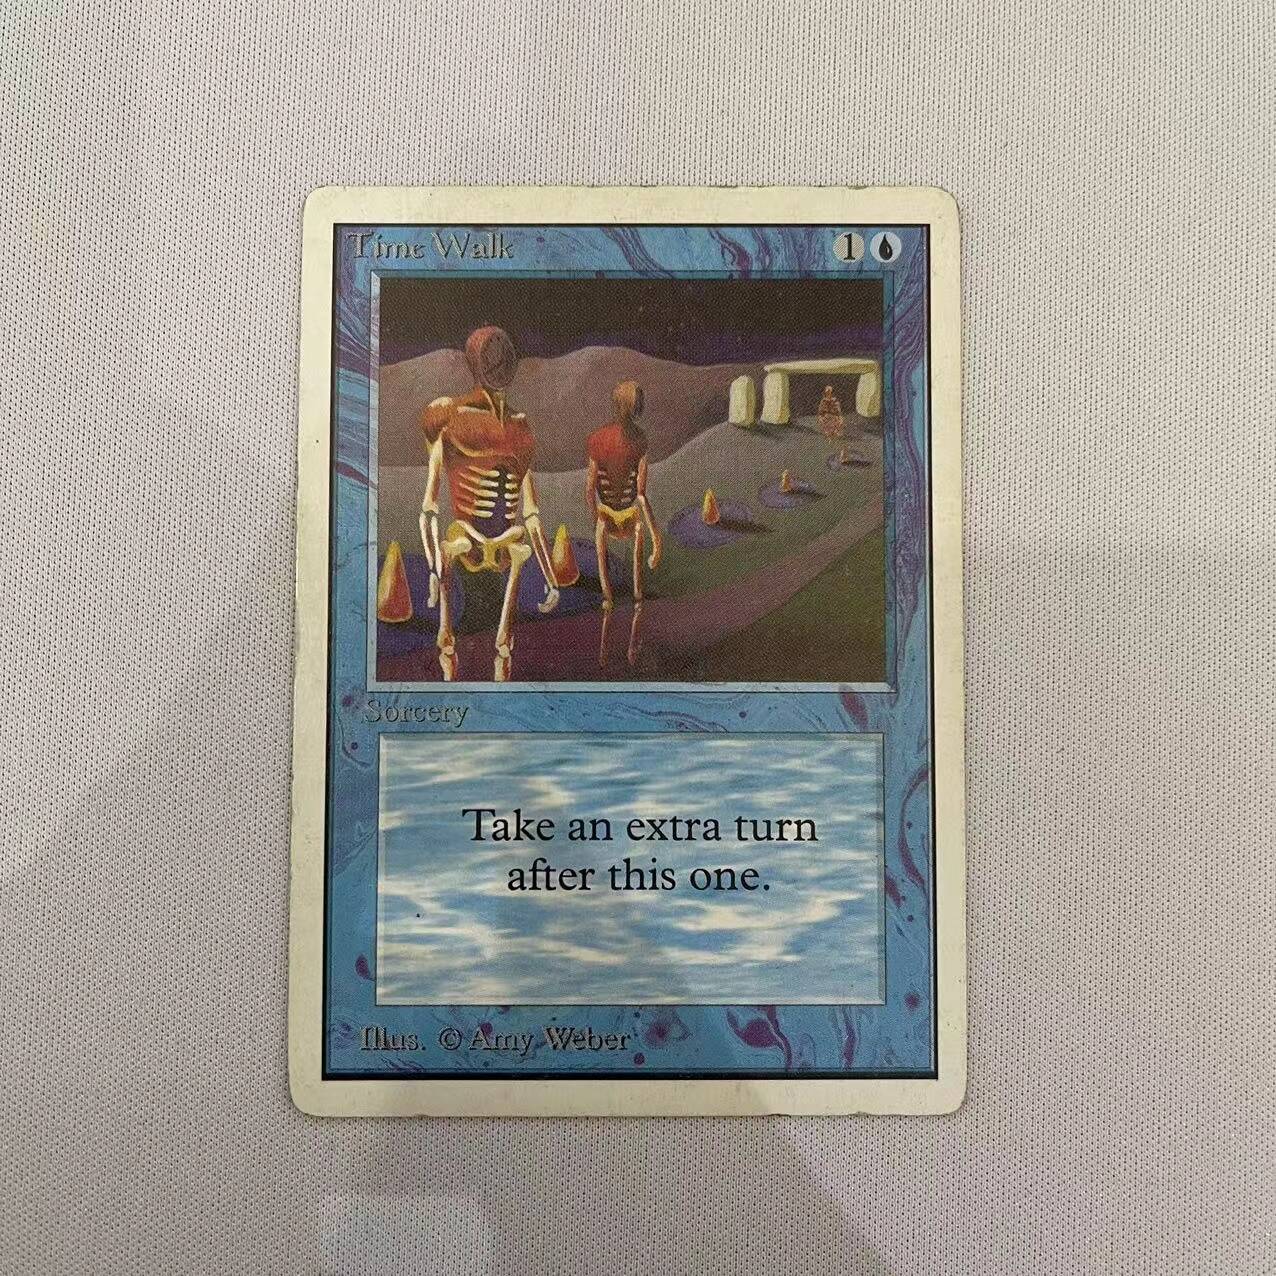 Time Walk
1
Sorcery
Take an extra turn
after this one.
Illus. © Amy Weber